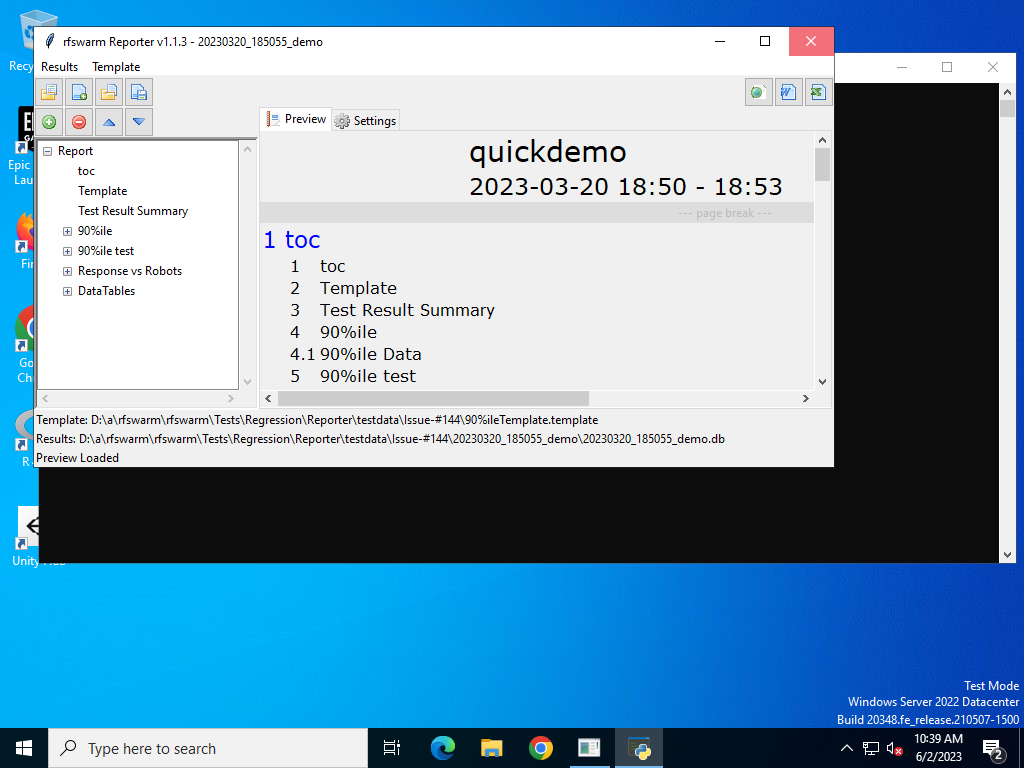 rfswarm Reporter v1.1.3 - 20230320_185055_demo
Results Template
Preview
Settings
Report
toc
Template
Test Result Summary
90%ile
90%ile test
Response vs Robots
DataTables
quickdemo
2023-03-20 18:50 - 18:53
--- page break ---
1 toc
1 toc
2 Template
3 Test Result Summary
4 90%ile
4.1 90%ile Data
5 90%ile test
Template: D:\a\rfswarm\rfswarm\Tests\Regression\Reporter\testdata\Issue-#144\90%ileTemplate.template
Results: D:\a\rfswarm\rfswarm\Tests\Regression\Reporter\testdata\Issue-#144\20230320_185055_demo\20230320_185055_demo.db
Preview Loaded
Recy
Epic
Lau
Fir
Go
Ch
R
Unity Hub
Test Mode
Windows Server 2022 Datacenter
Build 20348.fe_release.210507-1500
Type here to search
10:39 AM
6/2/2023
2